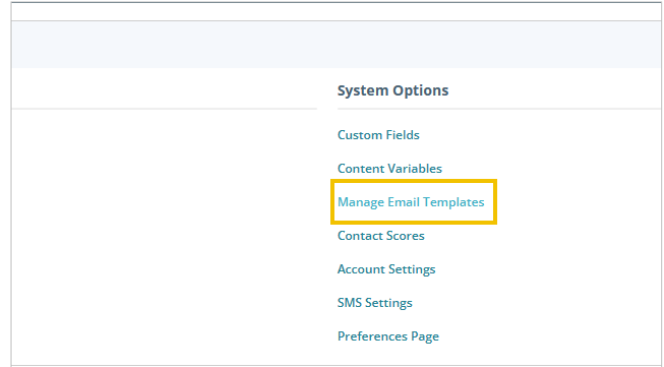 System Options
Custom Fields
Content Variables
Manage Email Templates
Contact Scores
Account Settings
SMS Settings
Preferences Page